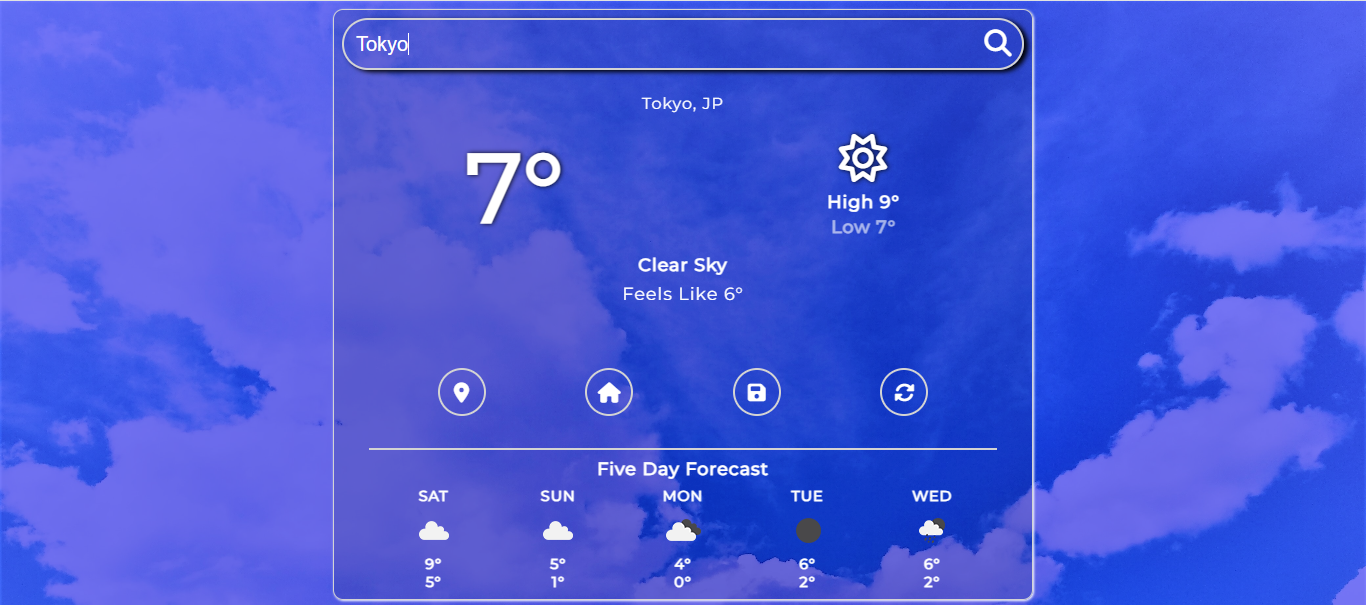 Tokyo
Tokyo, JP
7°
High 9°
Low 7°
Clear Sky
Feels Like 6°
Five Day Forecast
SAT SUN MON TUE WED
9° 5° 4° 6° 6°
5° 1° 0° 2° 2°